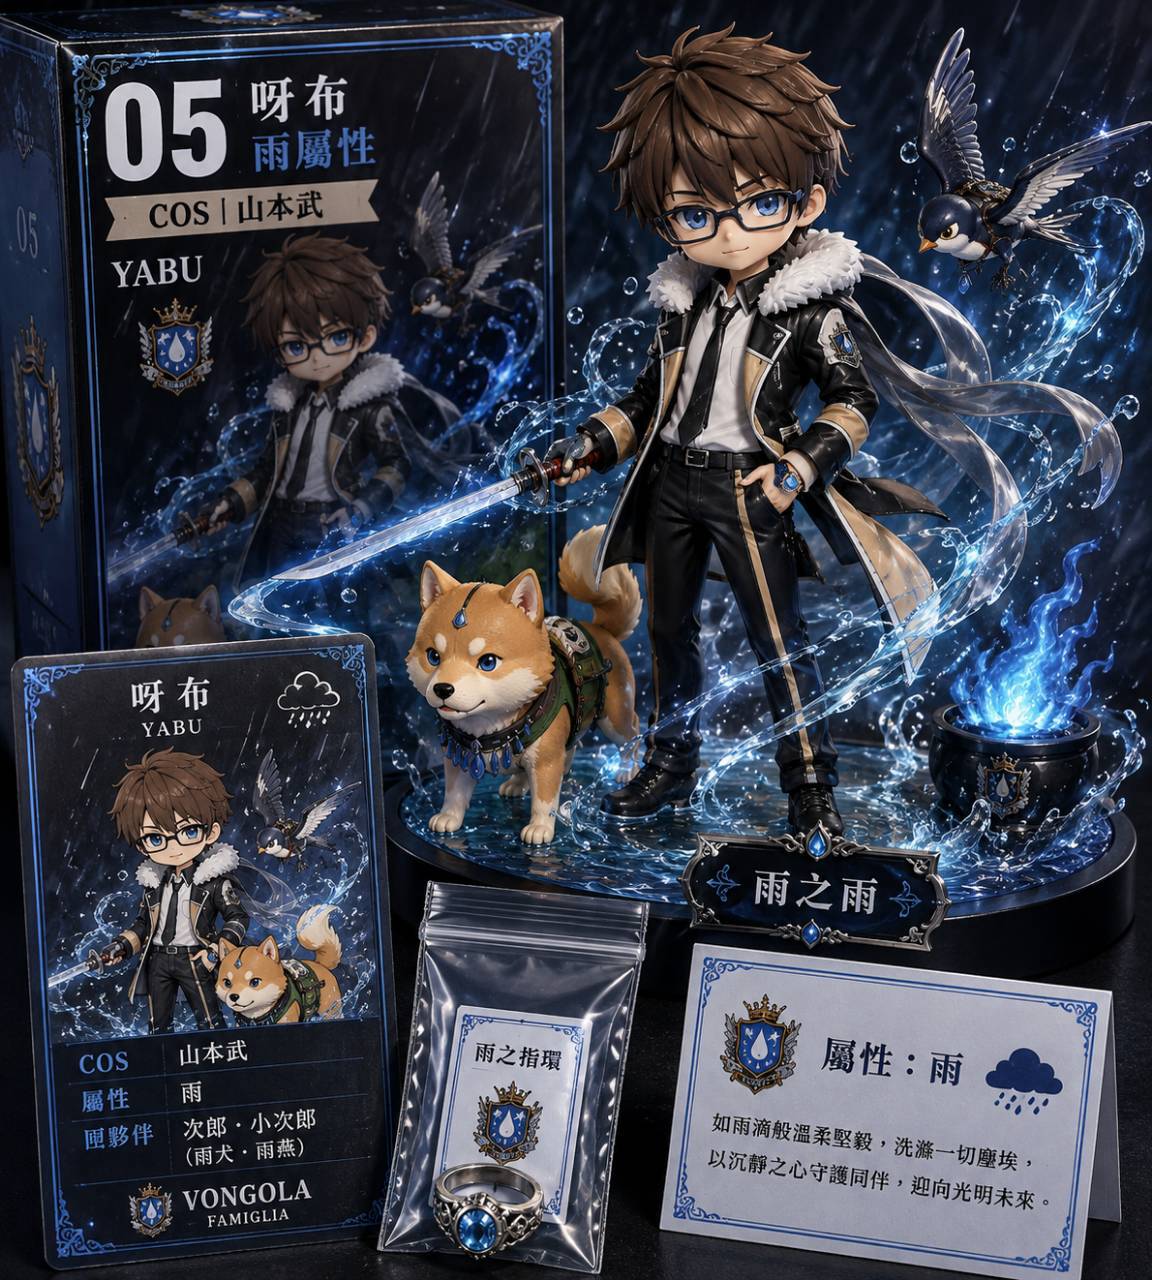 05
呀布
雨屬性
COS | 山本武
YABU
05
呀布
YABU
COS 山本武
屬性 雨
匣夥伴 次郎・小次郎
(雨犬・雨燕)
VONGOLA
FAMIGLIA
雨之指環
雨之雨
屬性：雨
如雨滴般溫柔堅毅，洗滌一切塵埃，
以沉靜之心守護同伴，迎向光明未來。